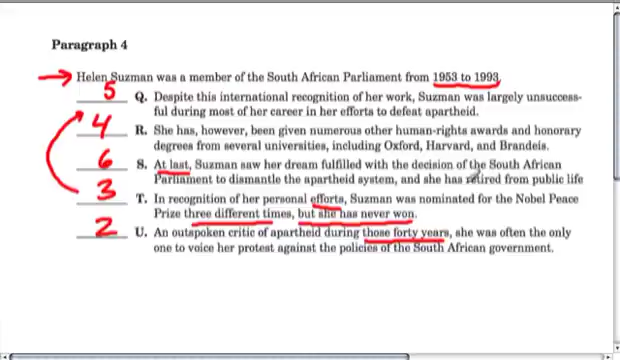 Paragraph 4
Helen Suzman was a member of the South African Parliament from 1953 to 1993.
5 Q. Despite this international recognition of her work, Suzman was largely unsuccess-
ful during most of her career in her efforts to defeat apartheid.
4 R. She has, however, been given numerous other human-rights awards and honorary
degrees from several universities, including Oxford, Harvard, and Brandeis.
6 S. At last, Suzman saw her dream fulfilled with the decision of the South African
Parliament to dismantle the apartheid system, and she has retired from public life
3 T. In recognition of her personal efforts, Suzman was nominated for the Nobel Peace
Prize three different times, but she has never won.
2 U. An outspoken critic of apartheid during those forty years, she was often the only
one to voice her protest against the policies of the South African government.